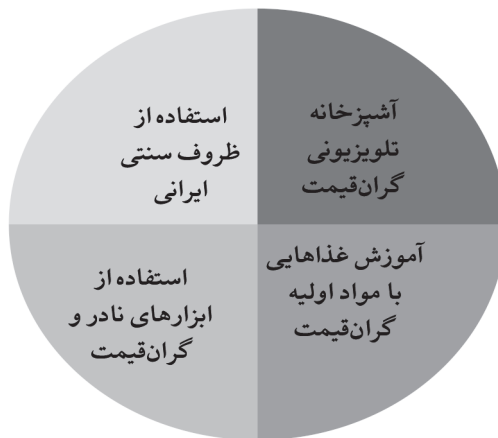 آشپزخانه
تلویزیونی
گران‌قیمت
استفاده از
ظروف سنتی
ایرانی
آموزش غذاهایی
با مواد اولیه
گران‌قیمت
استفاده از
ابزارهای نادر و
گران‌قیمت